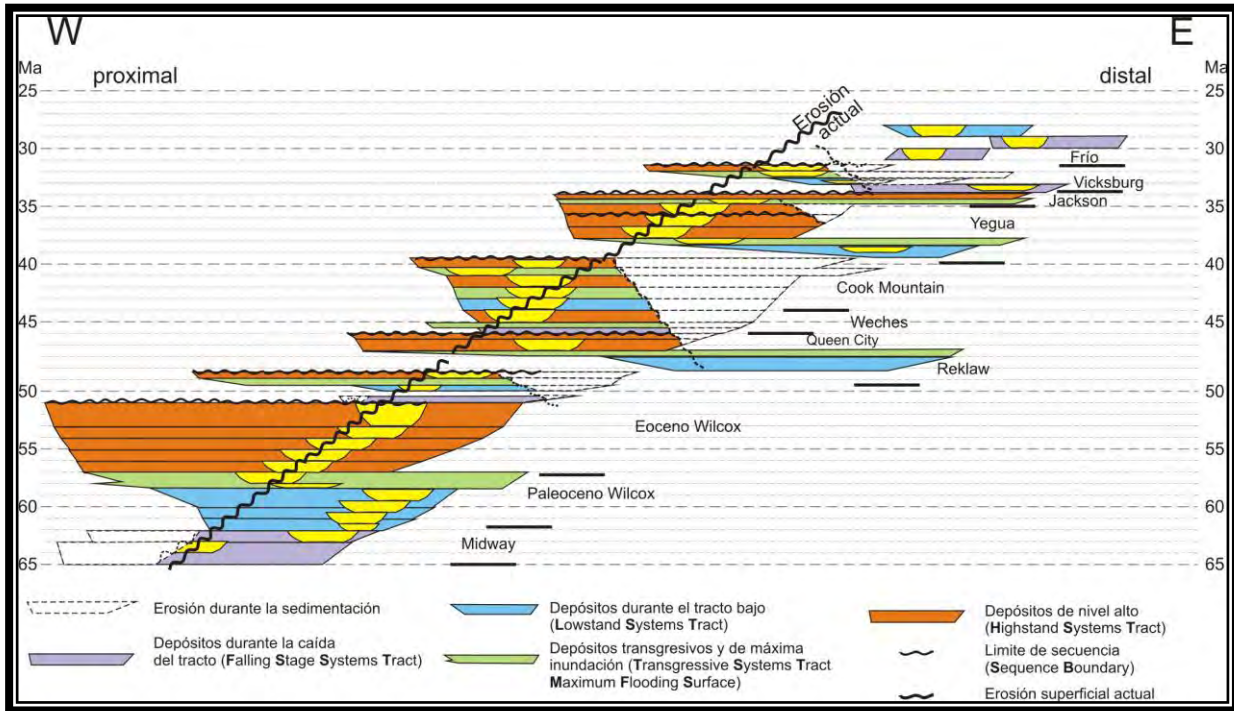 W
E
Ma
proximal
distal
Ma
25
25
Erosión
actual
30
30
Frío
Vicksburg
Jackson
35
35
Yegua
40
40
Cook Mountain
Weches
45
45
Queen City
Reklaw
50
50
Eoceno Wilcox
55
55
Paleoceno Wilcox
60
60
Midway
65
65
Erosión durante la sedimentación
Depósitos durante la caída
del tracto (Falling Stage Systems Tract)
Depósitos durante el tracto bajo
(Lowstand Systems Tract)
Depósitos transgresivos y de máxima
inundación (Transgressive Systems Tract
Maximum Flooding Surface)
Depósitos de nivel alto
(Highstand Systems Tract)
Limite de secuencia
(Sequence Boundary)
Erosión superficial actual